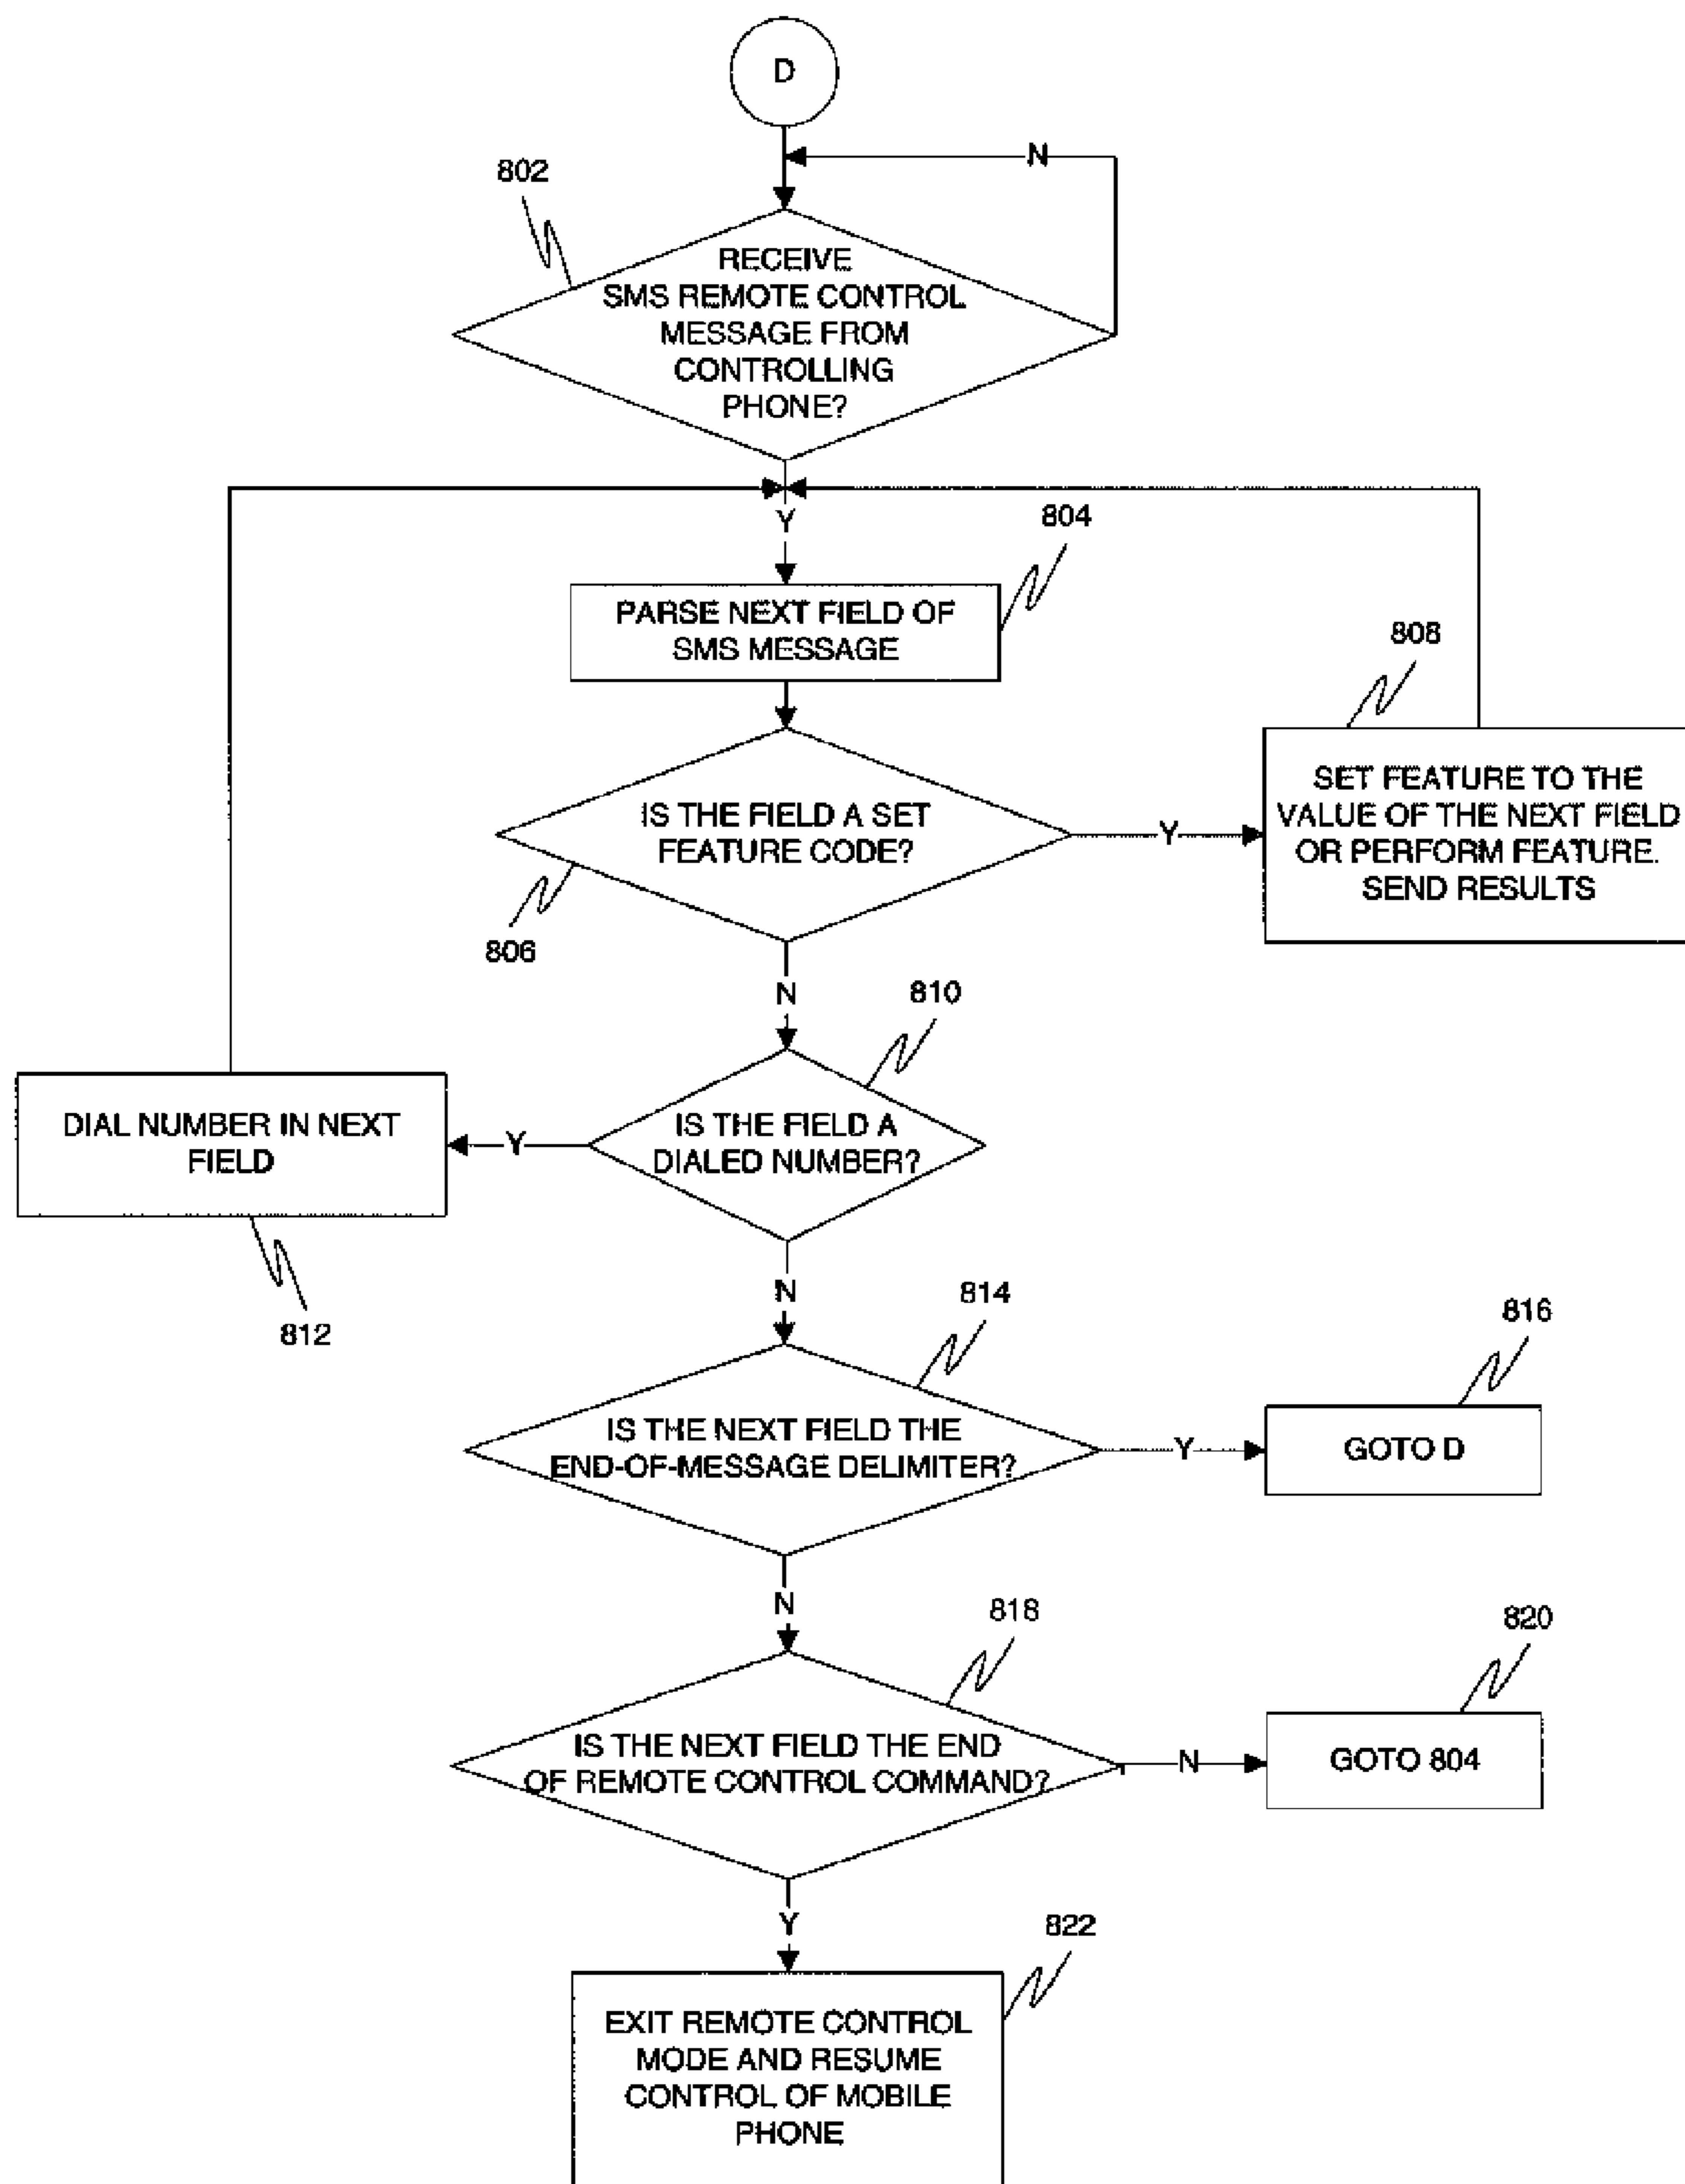 D
N
802
RECEIVE
SMS REMOTE CONTROL
MESSAGE FROM
CONTROLLING
PHONE?
Y
804
PARSE NEXT FIELD OF
SMS MESSAGE
808
IS THE FIELD A SET
FEATURE CODE?
Y
SET FEATURE TO THE
VALUE OF THE NEXT FIELD
OR PERFORM FEATURE.
SEND RESULTS
806
N
810
DIAL NUMBER IN NEXT
FIELD
Y
IS THE FIELD A
DIALED NUMBER?
812
N
814
816
IS THE NEXT FIELD THE
END-OF-MESSAGE DELIMITER?
Y
GOTO D
N
818
820
IS THE NEXT FIELD THE END
OF REMOTE CONTROL COMMAND?
N
GOTO 804
Y
822
EXIT REMOTE CONTROL
MODE AND RESUME
CONTROL OF MOBILE
PHONE